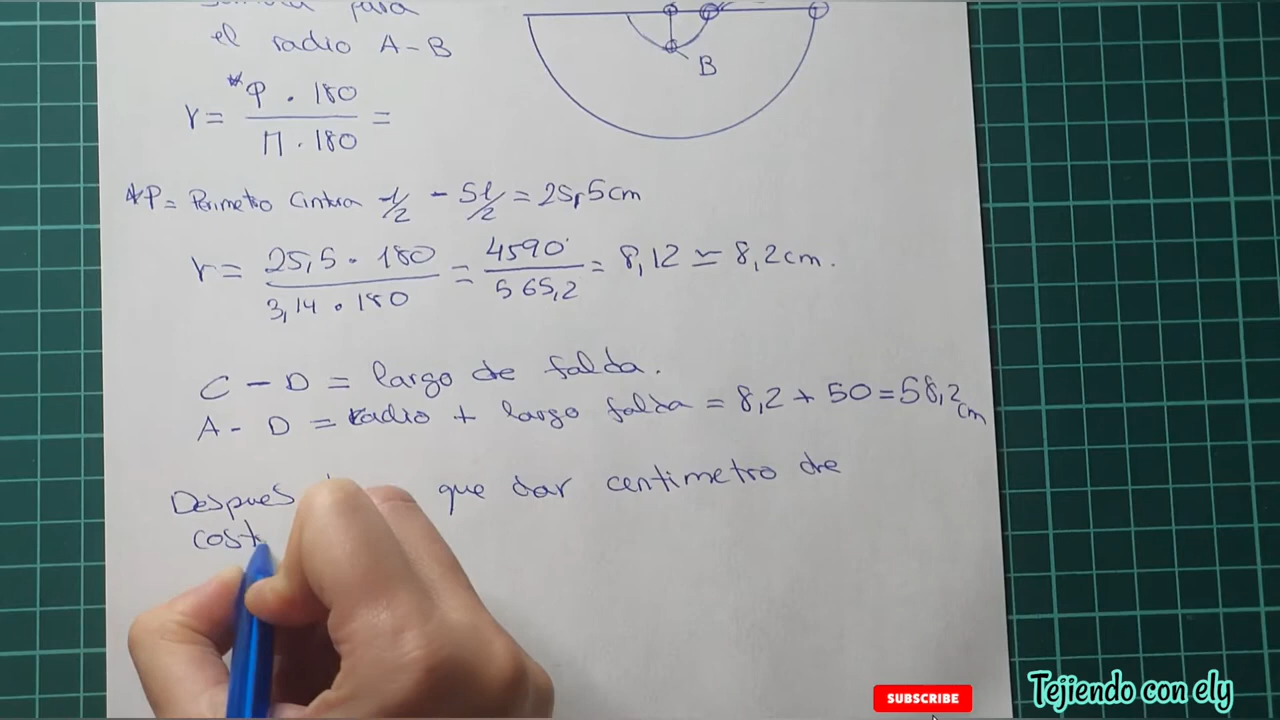 para
el radio A-B
r = *P . 180 / π . 180 =
B
*P = Perimetro Cintura 1/2 - 51/2 = 25,5 cm
r = 25,5 . 180 / 3,14 . 180 = 4590 / 565,2 = 8,12 ≃ 8,2 cm.
C - D = largo de falda.
A - D = radio + largo falda = 8,2 + 50 = 58,2 cm
Despues que dar centimetro de
cost
SUBSCRIBE
Tejiendo con ely